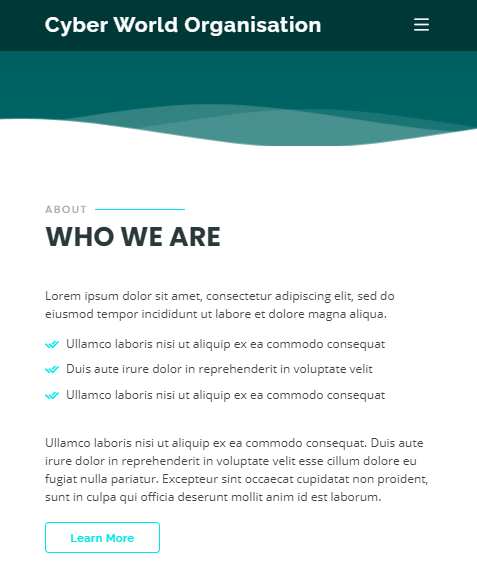 Cyber World Organisation
ABOUT
WHO WE ARE
Lorem ipsum dolor sit amet, consectetur adipiscing elit, sed do
eiusmod tempor incididunt ut labore et dolore magna aliqua.
Ullamco laboris nisi ut aliquip ex ea commodo consequat
Duis aute irure dolor in reprehenderit in voluptate velit
Ullamco laboris nisi ut aliquip ex ea commodo consequat
Ullamco laboris nisi ut aliquip ex ea commodo consequat. Duis aute
irure dolor in reprehenderit in voluptate velit esse cillum dolore eu
fugiat nulla pariatur. Excepteur sint occaecat cupidatat non proident,
sunt in culpa qui officia deserunt mollit anim id est laborum.
Learn More